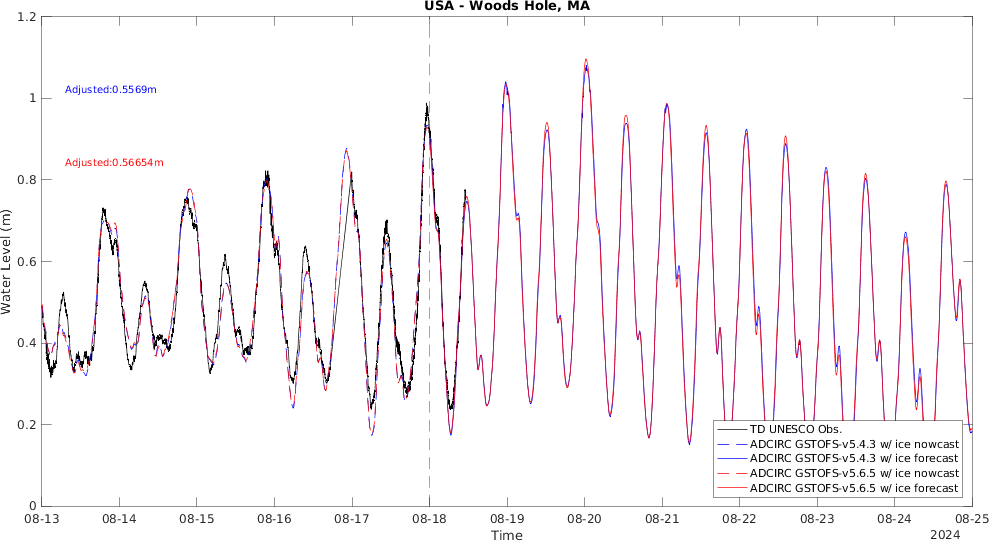 USA - Woods Hole, MA
1.2
1
0.8
0.6
0.4
0.2
0
Water Level (m)
Adjusted:0.5569m
Adjusted:0.56654m
TD UNESCO Obs.
ADCIRC GSTOFS-v5.4.3 w/ ice nowcast
ADCIRC GSTOFS-v5.4.3 w/ ice forecast
ADCIRC GSTOFS-v5.6.5 w/ ice nowcast
ADCIRC GSTOFS-v5.6.5 w/ ice forecast
08-13 08-14 08-15 08-16 08-17 08-18 08-19 08-20 08-21 08-22 08-23 08-24 08-25
Time
2024